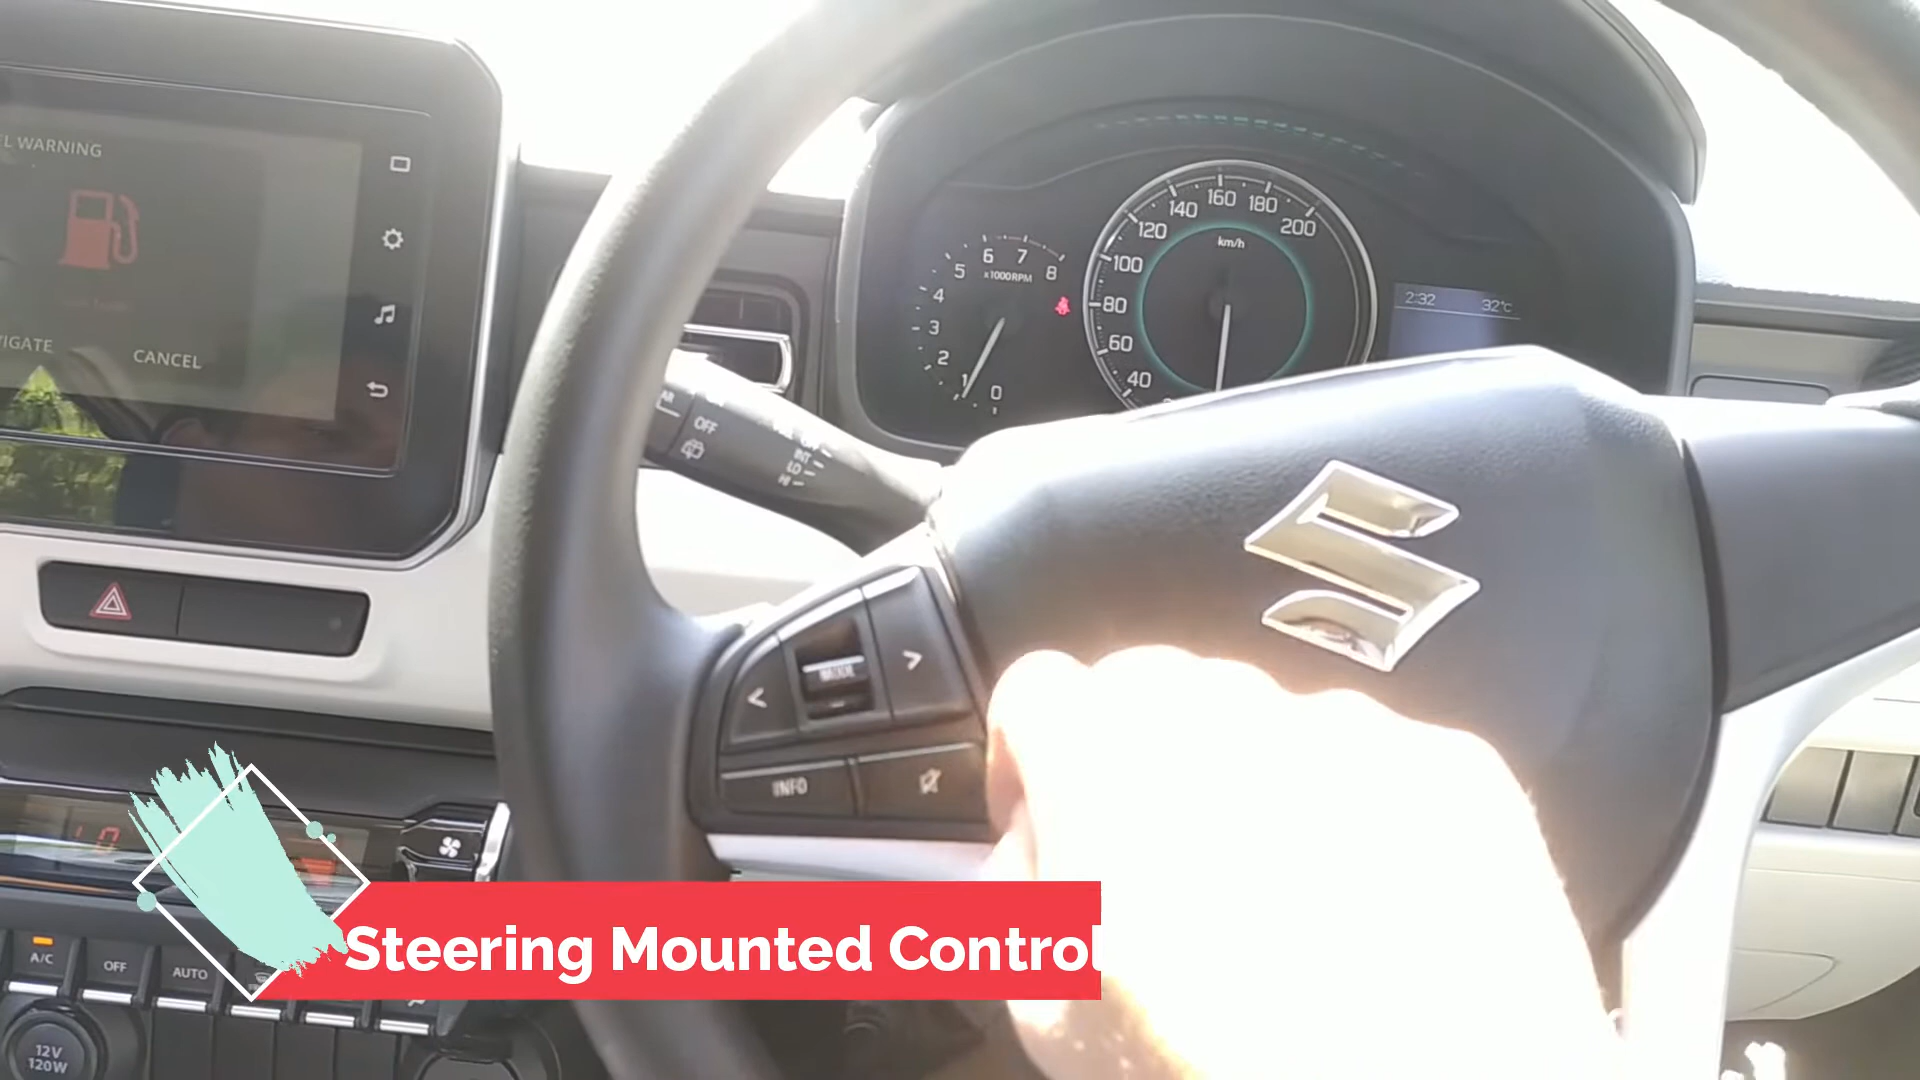 EL WARNING
IGATE
CANCEL
5
6
7
8
x1000RPM
4
3
2
1
0
200
180
160
140
120
100
80
60
40
km/h
2:32
32°C
OFF
INT
LO
HI
MODE
<
>
INFO
A/C
OFF
AUTO
12V
120W
Steering Mounted Control